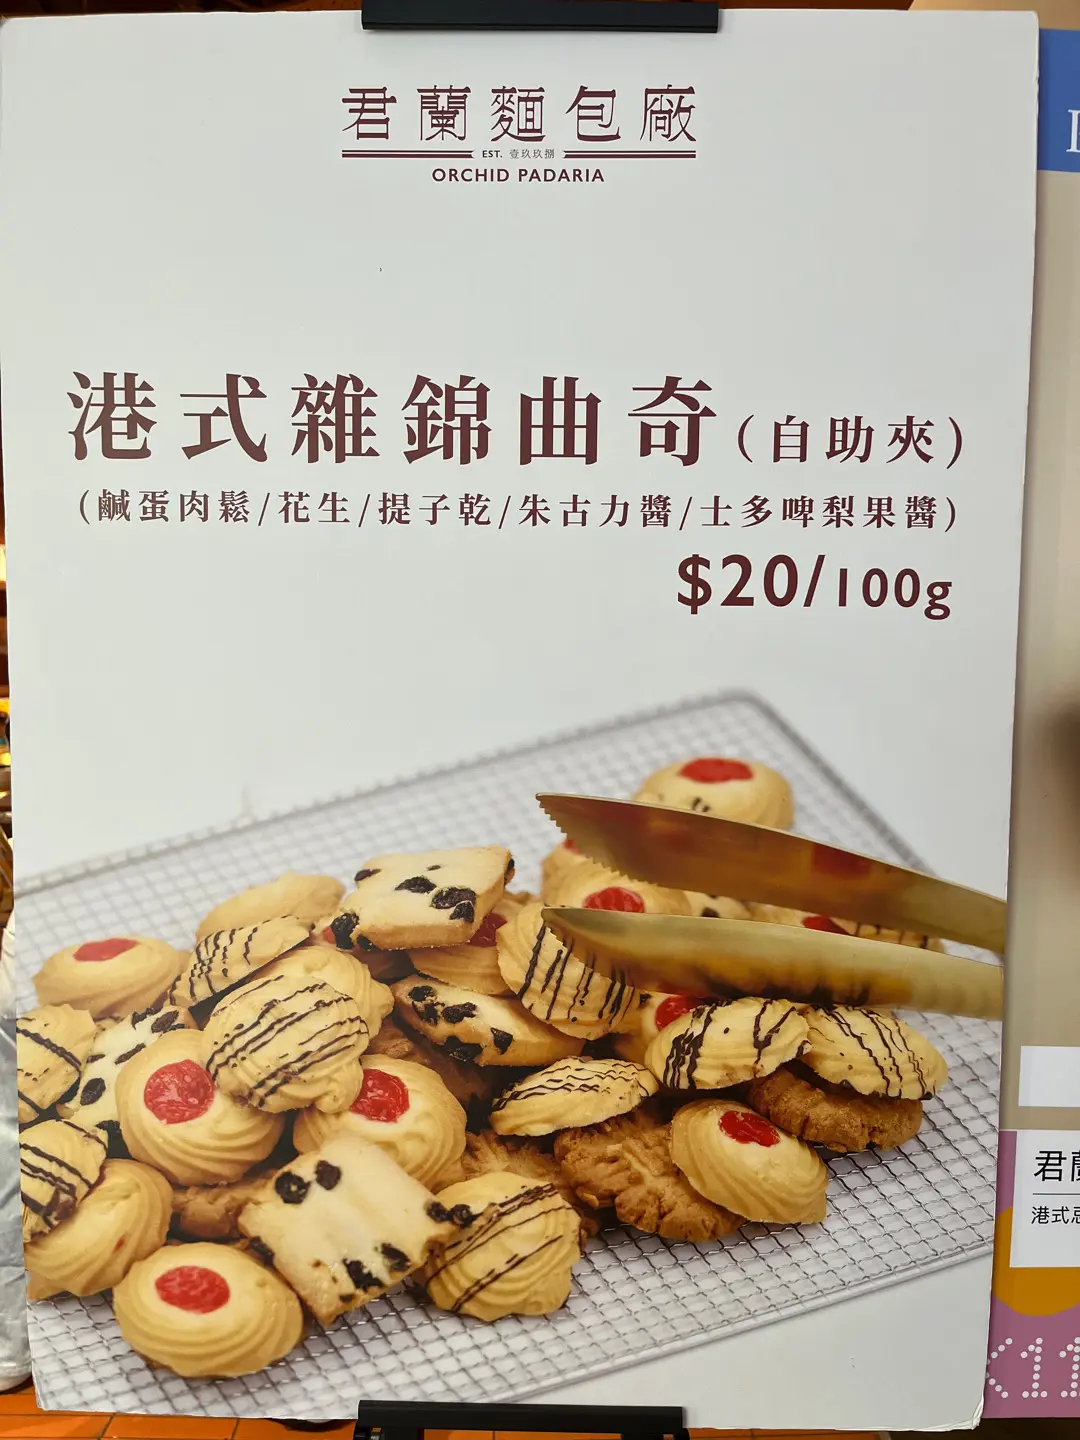 君蘭麵包廠
EST. 壹玖玖捌
ORCHID PADARIA
港式雜錦曲奇(自助夾)
(鹹蛋肉鬆/花生/提子乾/朱古力醬/士多啤梨果醬)
$20/100g
君蘭
港式
K11